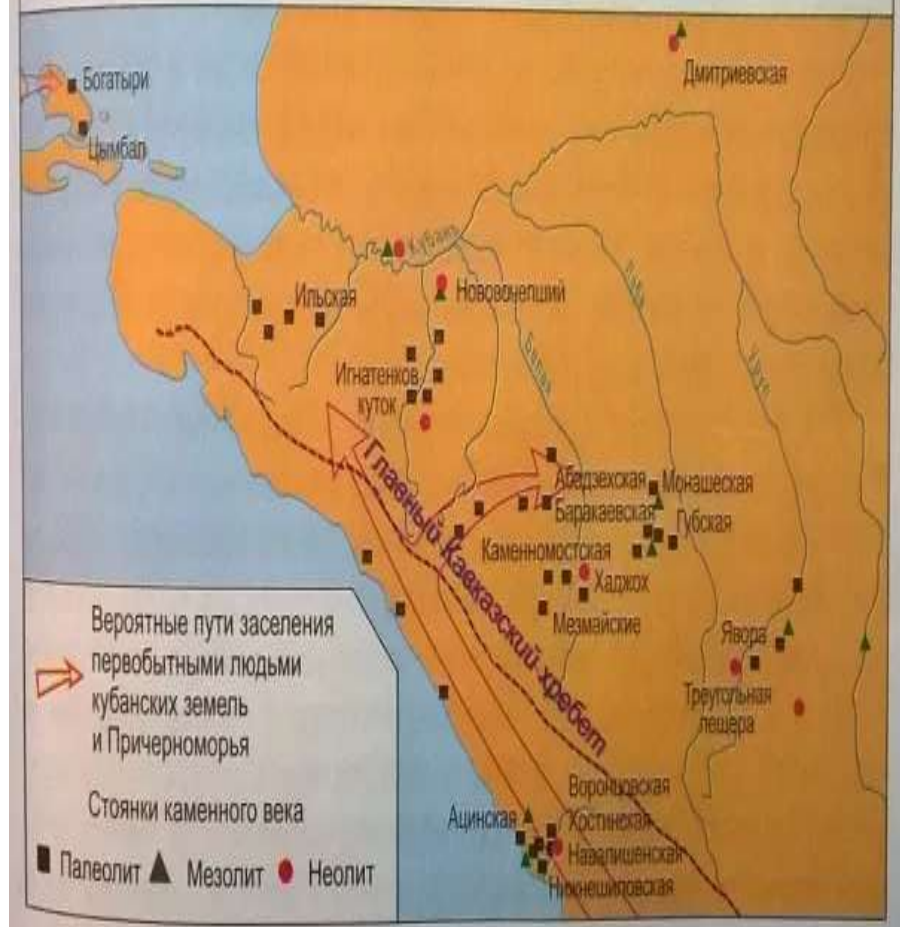 Дмитриевская
Богатыри
Цымбал
Кубань
Ильская
Нововочепший
Лаба
Белая
Уруп
Игнатенков
куток
Главный Кавказский хребет
Абадзехская
Монашеская
Баракаевская
Губская
Каменномостская
Хаджох
Мезмайские
Явора
Треугольная
пещера
Воронцовская
Ацинская
Хостинская
Навалишенская
Нижнешиловская
Вероятные пути заселения
первобытными людьми
кубанских земель
и Причерноморья
Стоянки каменного века
Палеолит
Мезолит
Неолит